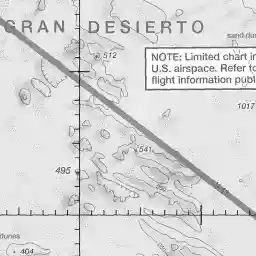 GRAN DESIERTO
sand du
512
NOTE: Limited chart in
U.S. airspace. Refer to
flight information publ
1017
541
495
dunes
404